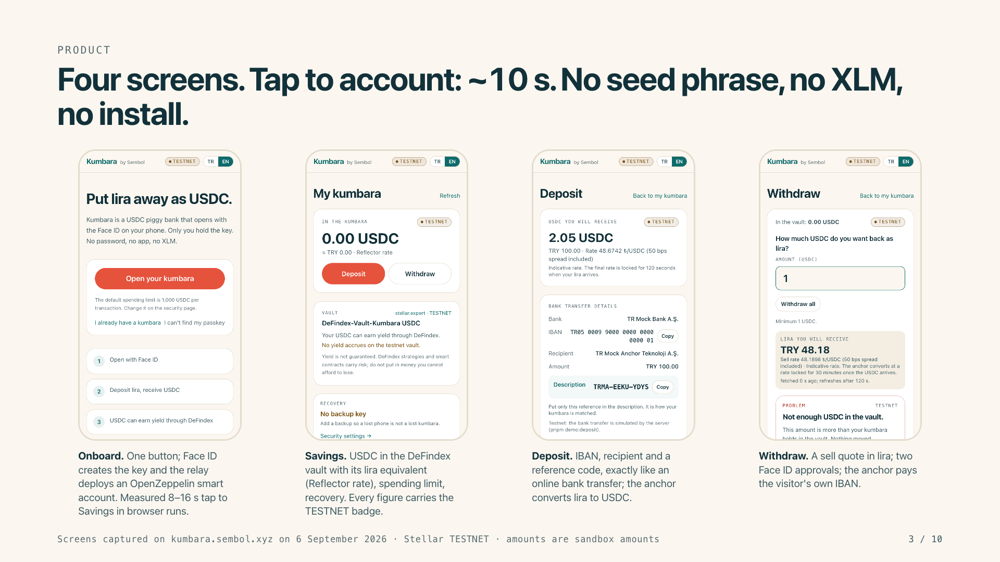 PRODUCT
Four screens. Tap to account: ~10 s. No seed phrase, no XLM,
no install.
Kumbara by Sembol
● TESTNET
TR EN
Put lira away as USDC.
Kumbara is a USDC piggy bank that opens with
the Face ID on your phone. Only you hold the key.
No password, no app, no XLM.
Open your kumbara
The default spending limit is 1,000 USDC per
transaction. Change it on the security page.
I already have a kumbara I can't find my passkey
1 Open with Face ID
2 Deposit lira, receive USDC
3 USDC can earn yield through DeFindex
Onboard. One button; Face ID
creates the key and the relay
deploys an OpenZeppelin smart
account. Measured 8–16 s tap to
Savings in browser runs.
Kumbara by Sembol
● TESTNET
TR EN
My kumbara
Refresh
IN THE KUMBARA
● TESTNET
0.00 USDC
≈ TRY 0.00 · Reflector rate
Deposit
Withdraw
VAULT
stellar.expert · TESTNET
DeFindex-Vault-Kumbara USDC
Your USDC can earn yield through DeFindex.
No yield accrues on the testnet vault.
Yield is not guaranteed. DeFindex strategies and smart
contracts carry risk; do not put in money you cannot
afford to lose.
RECOVERY
No backup key
Add a backup so a lost phone is not a lost kumbara.
Security settings →
Savings. USDC in the DeFindex
vault with its lira equivalent
(Reflector rate), spending limit,
recovery. Every figure carries the
TESTNET badge.
Kumbara by Sembol
● TESTNET
TR EN
Deposit
Back to my kumbara
USDC YOU WILL RECEIVE
● TESTNET
2.05 USDC
TRY 100.00 · Rate 48.6742 ₺/USDC (50 bps
spread included)
Indicative rate. The final rate is locked for 120 seconds
when your lira arrives.
BANK TRANSFER DETAILS
Bank TR Mock Bank A.Ş.
IBAN TR05 0009 9000 0000 0000
0000 01
Copy
Recipient TR Mock Anchor Teknoloji A.Ş.
Amount TRY 100.00
Description TRMA–EEKU–YDYS Copy
Put only this reference in the description. It is how your
kumbara is matched.
Testnet: the bank transfer is simulated by the server
(pnpm demo:deposit).
Deposit. IBAN, recipient and a
reference code, exactly like an
online bank transfer; the anchor
converts lira to USDC.
Kumbara by Sembol
● TESTNET
TR EN
Withdraw
Back to my kumbara
In the vault: 0.00 USDC
● TESTNET
How much USDC do you want back as
lira?
AMOUNT (USDC)
1
Withdraw all
Minimum 1 USDC.
LIRA YOU WILL RECEIVE
TRY 48.18
Sell rate 48.1898 ₺/USDC (50 bps spread
included) · Indicative rate. The anchor converts at a
rate locked for 30 minutes once the USDC arrives.
fetched 0 s ago; refreshes after 120 s.
PROBLEM
TESTNET
Not enough USDC in the vault.
This amount is more than your kumbara
holds in the vault. Nothing moved
Withdraw. A sell quote in lira; two
Face ID approvals; the anchor pays
the visitor's own IBAN.
Screens captured on kumbara.sembol.xyz on 6 September 2026 · Stellar TESTNET · amounts are sandbox amounts
3 / 10